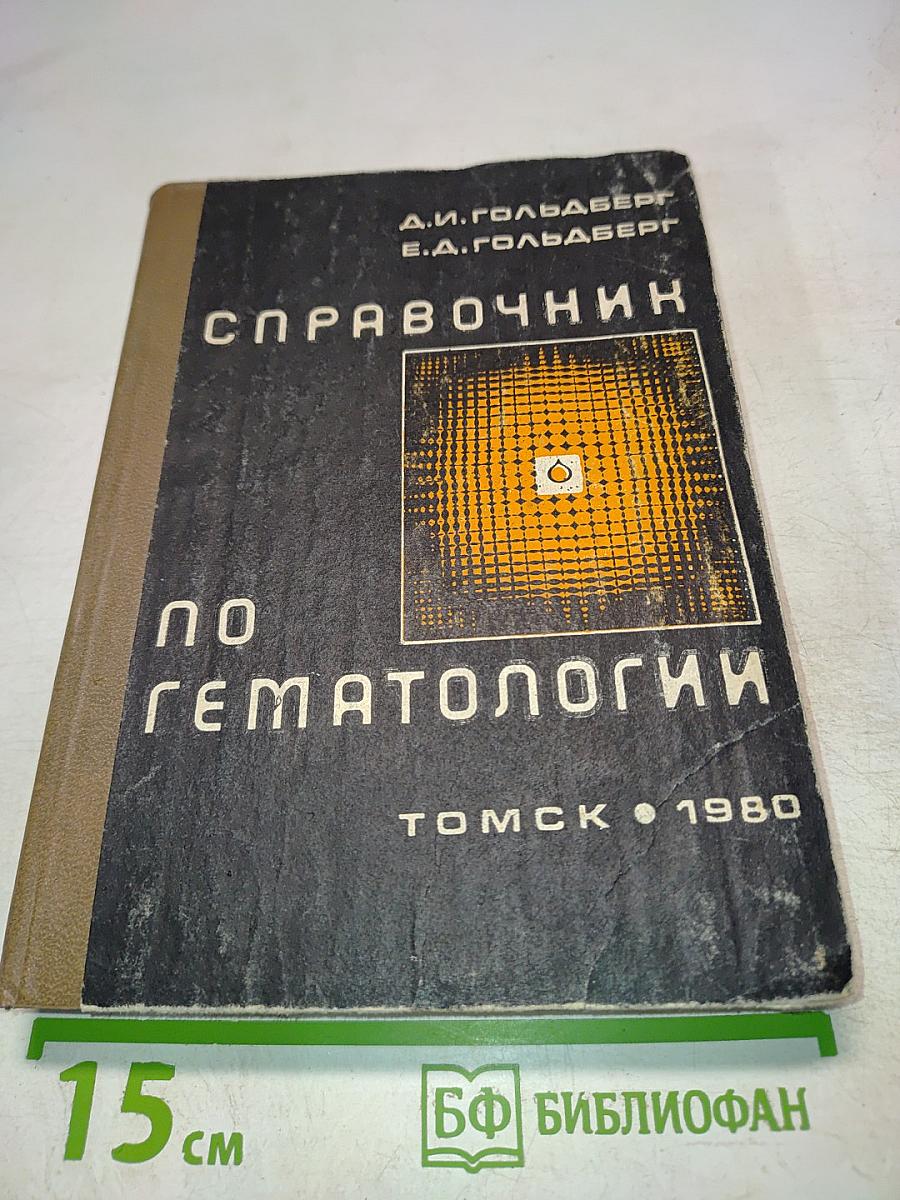 Д.И.ГОЛЬДБЕРГ
Е.Д.ГОЛЬДБЕРГ
СПРАВОЧНИК
ПО
ГЕМАТОЛОГИИ
ТОМСК • 1980
15 см
БФ БИБЛИОФАН